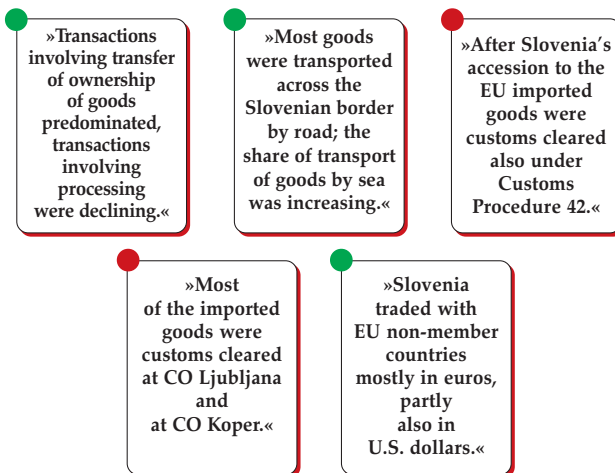 »Transactions
involving transfer
of ownership
of goods
predominated,
transactions
involving
processing
were declining.«
»Most goods
were transported
across the
Slovenian border
by road; the
share of transport
of goods by sea
was increasing.«
»After Slovenia's
accession to the
EU imported
goods were
customs cleared
also under
Customs
Procedure 42.«
»Most
of the imported
goods were
customs cleared
at CO Ljubljana
and
at CO Koper.«
»Slovenia
traded with
EU non-member
countries
mostly in euros,
partly
also in
U.S. dollars.«